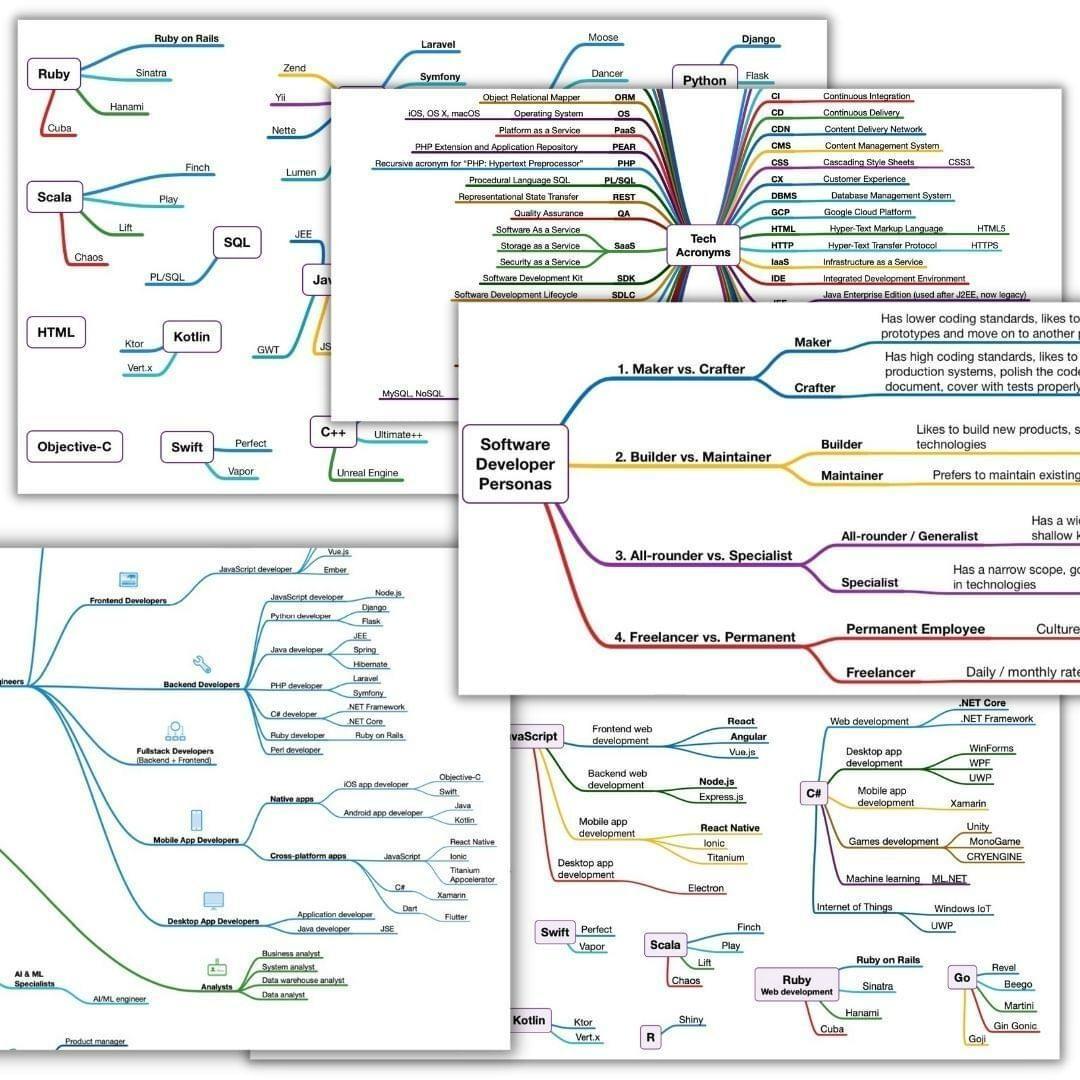 Ruby
Ruby on Rails
Sinatra
Hanami
Cuba
Zend
Yii
Nette
Lumen
Laravel
Symfony
Moose
Dancer
Python
Django
Flask
Scala
Finch
Play
Lift
Chaos
SQL
PL/SQL
JEE
GWT
HTML
Kotlin
Ktor
Vert.x
Objective-C
Swift
Perfect
Vapor
C++
Ultimate++
Unreal Engine
Tech
Acronyms
Object Relational Mapper ORM
iOS, OS X, macOS Operating System OS
Platform as a Service PaaS
PHP Extension and Application Repository PEAR
Recursive acronym for "PHP: Hypertext Preprocessor" PHP
Procedural Language SQL PL/SQL
Representational State Transfer REST
Quality Assurance QA
Software As a Service
Storage as a Service SaaS
Security as a Service
Software Development Kit SDK
Software Development Lifecycle SDLC
MySQL, NoSQL
CI Continuous Integration
CD Continuous Delivery
CDN Content Delivery Network
CMS Content Management System
CSS Cascading Style Sheets CSS3
CX Customer Experience
DBMS Database Management System
GCP Google Cloud Platform
HTML Hyper-Text Markup Language HTML5
HTTP Hyper-Text Transfer Protocol HTTPS
IaaS Infrastructure as a Service
IDE Integrated Development Environment
Java Enterprise Edition (used after J2EE, now legacy)
Software
Developer
Personas
1. Maker vs. Crafter
Maker
Has lower coding standards, likes to
prototypes and move on to another
Crafter
Has high coding standards, likes to
production systems, polish the code
document, cover with tests properly
2. Builder vs. Maintainer
Builder
Likes to build new products,
technologies
Maintainer
Prefers to maintain existing
3. All-rounder vs. Specialist
All-rounder / Generalist
Has a
shallow
Specialist
Has a narrow scope,
in technologies
4. Freelancer vs. Permanent
Permanent Employee
Culture
Freelancer
Daily / monthly rate
Frontend Developers
JavaScript developer
Vue.js
Ember
Backend Developers
JavaScript developer Node.js
Python developer
Django
Flask
Java developer
JEE
Spring
Hibernate
PHP developer
Laravel
Symfony
C# developer
.NET Framework
.NET Core
Ruby developer Ruby on Rails
Perl developer
Fullstack Developers
(Backend + Frontend)
Mobile App Developers
Native apps
iOS app developer
Objective-C
Swift
Android app developer
Java
Kotlin
Cross-platform apps
JavaScript
React Native
Ionic
Titanium
Appcelerator
C#
Xamarin
Dart
Flutter
Desktop App Developers
Application developer
Java developer JSE
Analysts
Business analyst
System analyst
Data warehouse analyst
Data analyst
AI & ML
Specialists
AI/ML engineer
Product manager
Frontend web
development
React
Angular
Vue.js
Backend web
development
Node.js
Express.js
Mobile app
development
React Native
Ionic
Titanium
Desktop app
development
Electron
C#
Web development
.NET Core
.NET Framework
Desktop app
development
WinForms
WPF
UWP
Mobile app
development
Xamarin
Games development
Unity
MonoGame
CRYENGINE
Machine learning ML.NET
Internet of Things
Windows IoT
UWP
Swift
Perfect
Vapor
Scala
Finch
Play
Lift
Chaos
Ruby
Web development
Ruby on Rails
Sinatra
Hanami
Cuba
Go
Revel
Beego
Martini
Gin Gonic
Goji
Kotlin
Ktor
Vert.x
R
Shiny